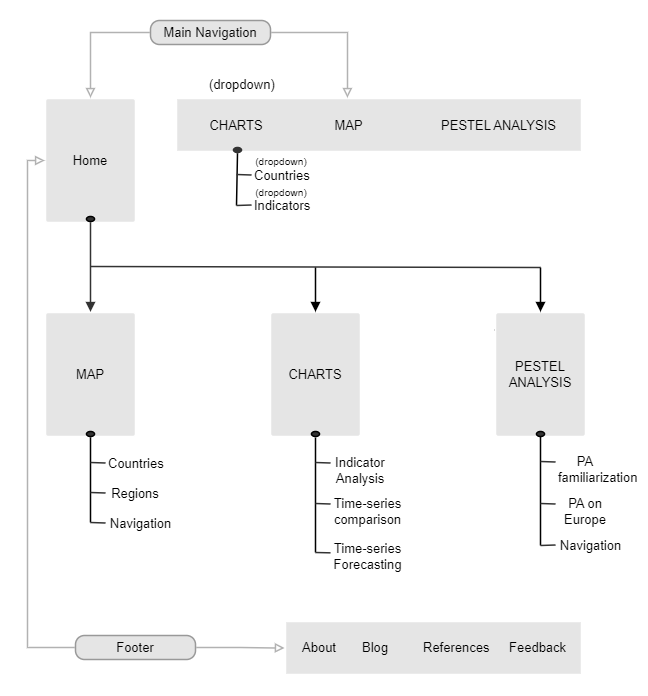 Main Navigation
(dropdown)
CHARTS MAP PESTEL ANALYSIS
Home
(dropdown)
Countries
(dropdown)
Indicators
MAP
CHARTS
PESTEL
ANALYSIS
Countries
Regions
Navigation
Indicator
Analysis
Time-series
comparison
Time-series
Forecasting
PA
familiarization
PA on
Europe
Navigation
Footer
About Blog References Feedback